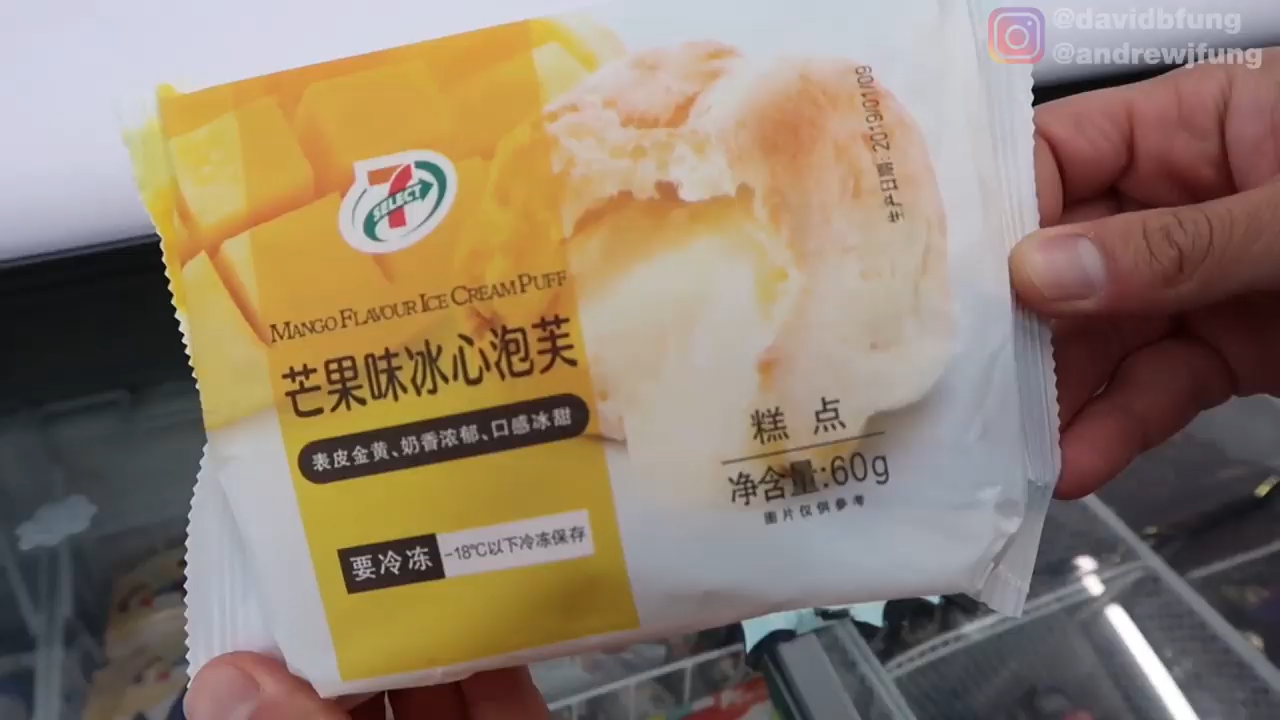 @davidbfung
@andrewjfung
生产日期: 2019/01/09
7
SELECT
MANGO FLAVOUR ICE CREAM PUFF
芒果味冰心泡芙
表皮金黄、奶香浓郁、口感冰甜
要冷冻 -18℃以下冷冻保存
糕点
净含量:60g
图片仅供参考